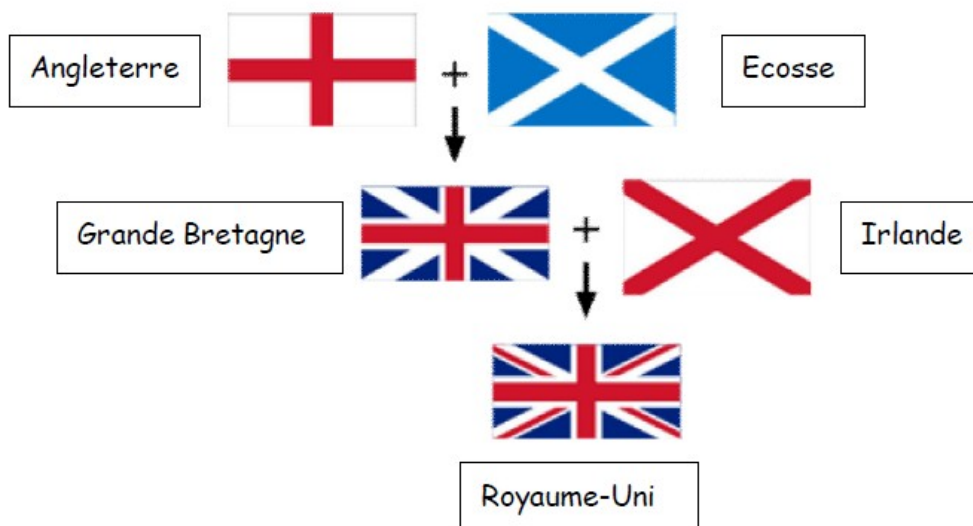 Angleterre
+
Ecosse
Grande Bretagne
+
Irlande
Royaume-Uni